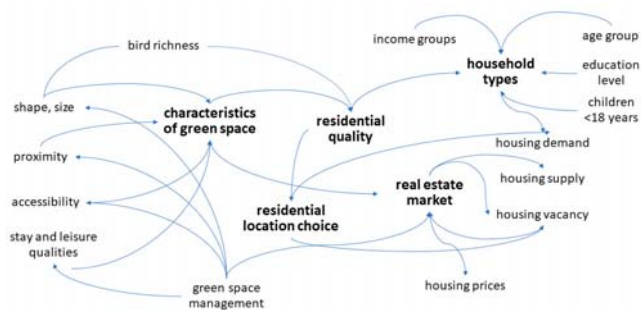 income groups
age group
bird richness
household
types
education
level
shape, size
characteristics
of green space
residential
quality
children
<18 years
proximity
housing demand
accessibility
real estate
market
housing supply
residential
location choice
housing vacancy
stay and leisure
qualities
green space
management
housing prices